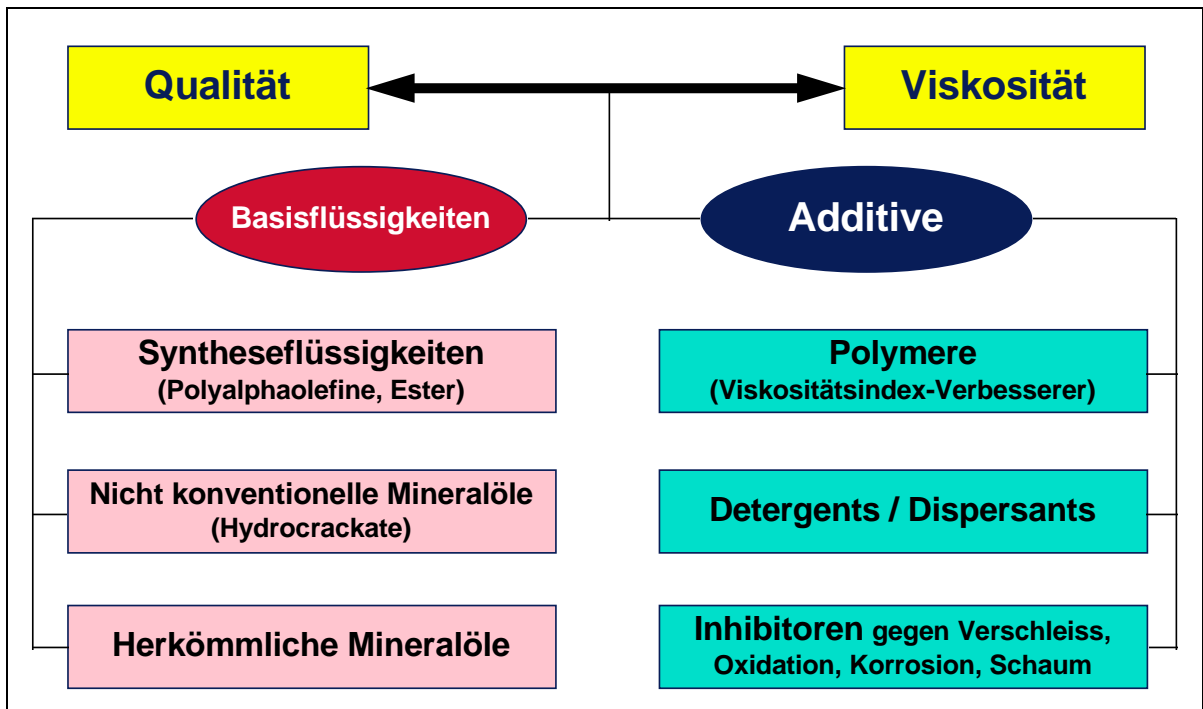 Qualität
Viskosität
Basisflüssigkeiten
Additive
Syntheseflüssigkeiten
(Polyalphaolefine, Ester)
Polymere
(Viskositätsindex-Verbesserer)
Nicht konventionelle Mineralöle
(Hydrocrackate)
Detergents / Dispersants
Herkömmliche Mineralöle
Inhibitoren gegen Verschleiss,
Oxidation, Korrosion, Schaum